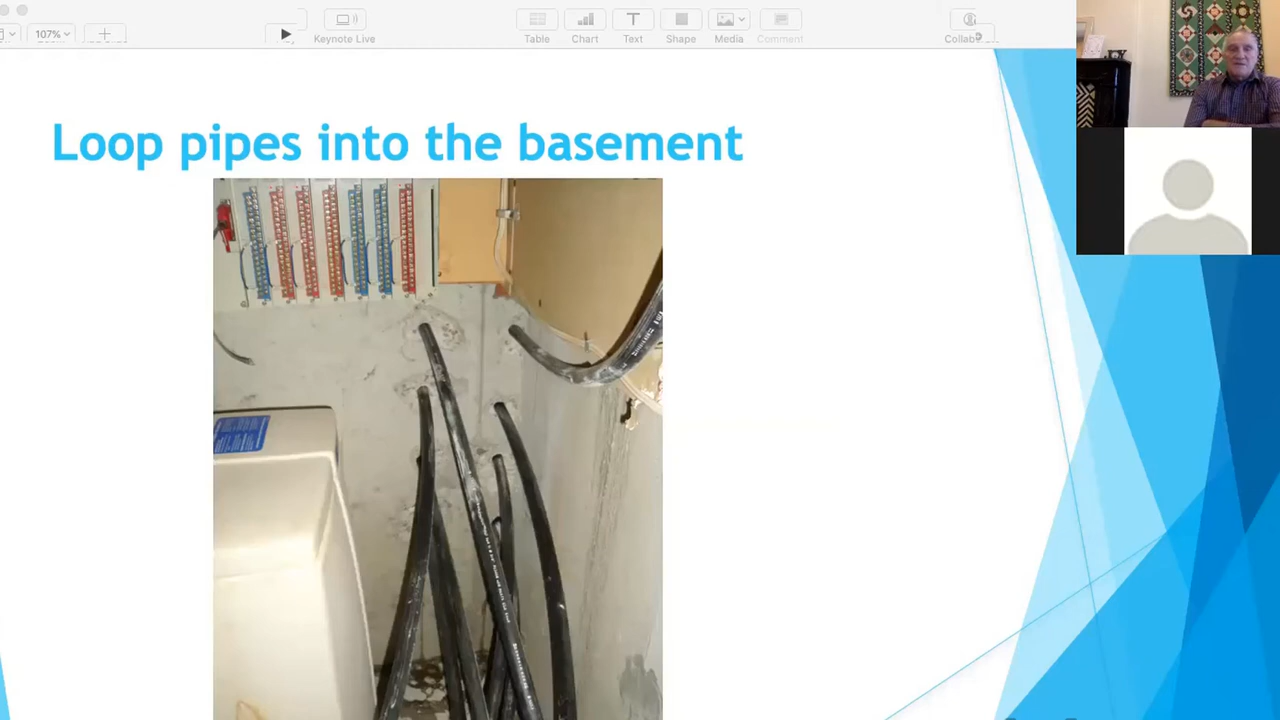 107%
Keynote Live
Table
Chart
Text
Shape
Media
Comment
Loop pipes into the basement